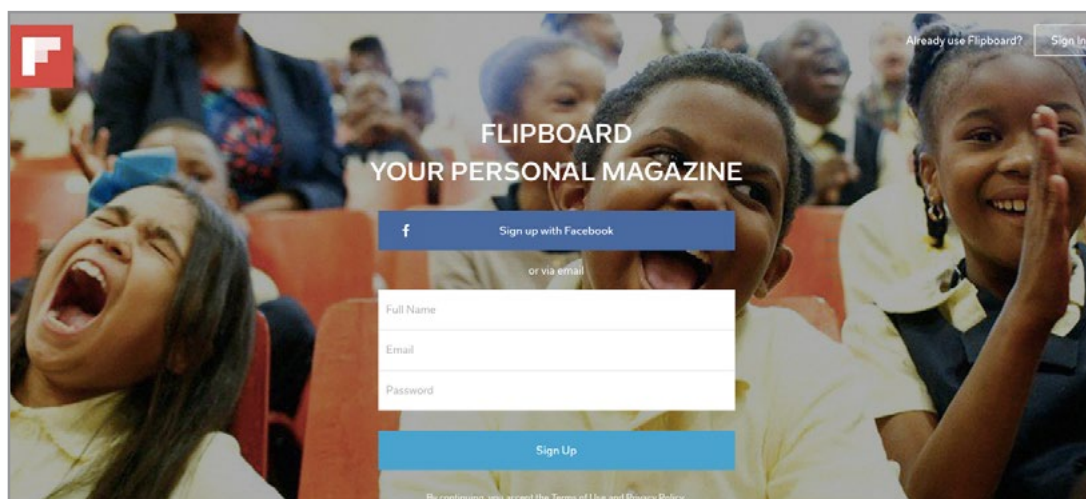 Already use Flipboard?
Sign In
FLIPBOARD
YOUR PERSONAL MAGAZINE
Sign up with Facebook
or via email
Full Name
Email
Password
Sign Up
By continuing, you accept the Terms of Use and Privacy Policy